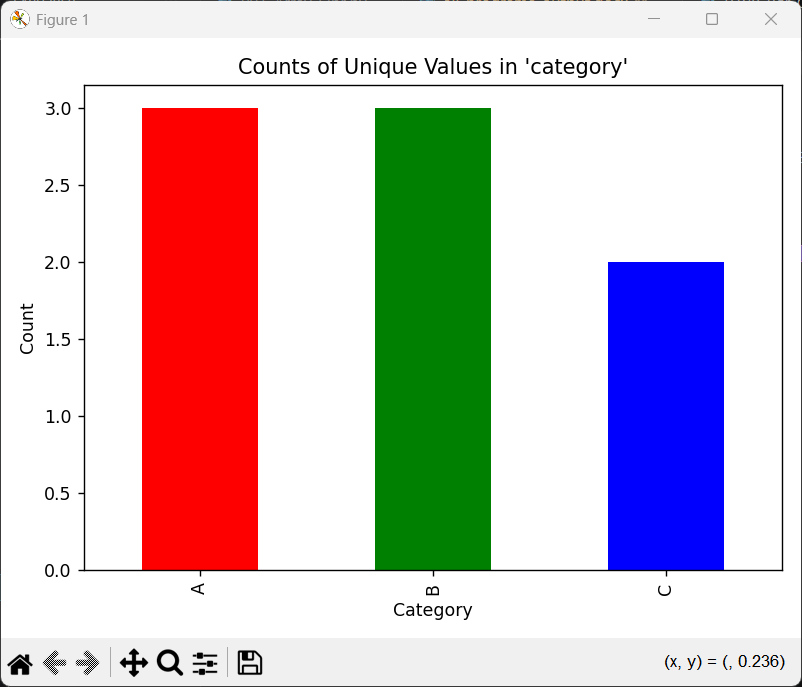 Figure 1
Counts of Unique Values in 'category'
3.0
2.5
2.0
1.5
1.0
0.5
0.0
Count
A
B
C
Category
(x, y) = (, 0.236)